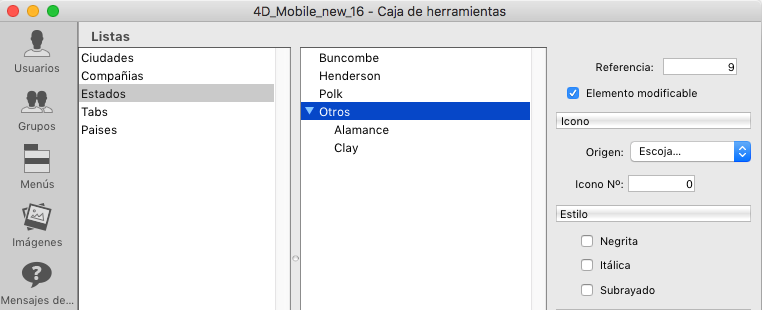 4D_Mobile_new_16 - Caja de herramientas
Usuarios
Grupos
Menús
Imágenes
Mensajes de...
Listas
Ciudades
Compañias
Estados
Tabs
Paises
Buncombe
Henderson
Polk
Otros
Alamance
Clay
Referencia: 9
Elemento modificable
Icono
Origen: Escoja...
Icono Nº: 0
Estilo
Negrita
Itálica
Subrayado